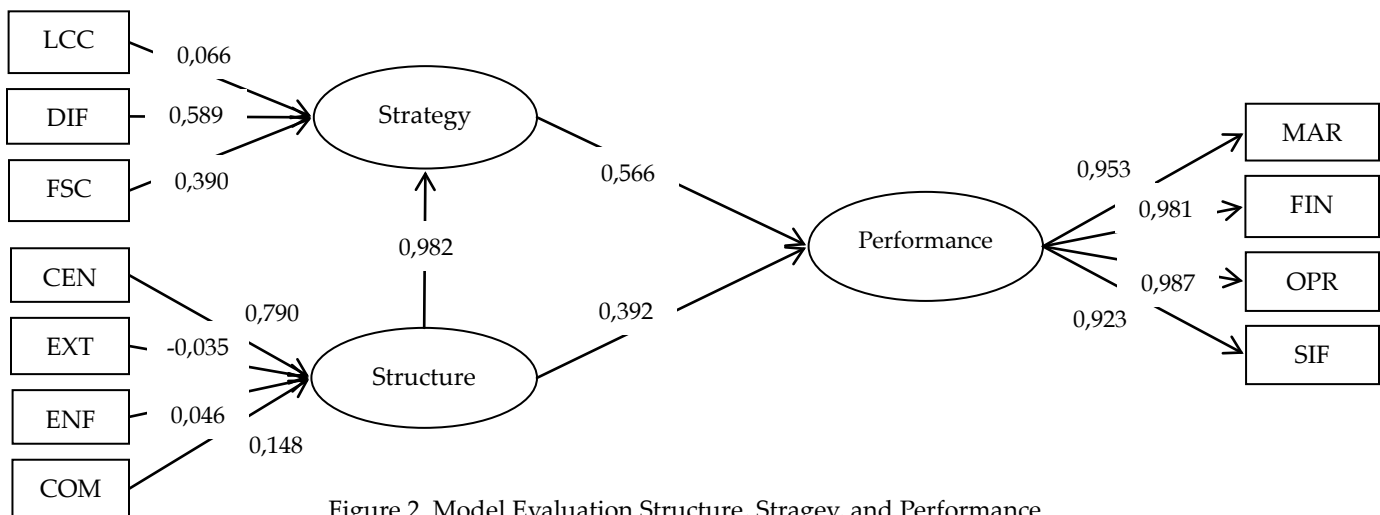 LCC
0,066
DIF
0,589
Strategy
FSC
0,390
0,566
0,982
CEN
0,790
EXT
-0,035
Structure
0,392
ENF
0,046
COM
0,148
Performance
0,953
MAR
0,981
FIN
0,987
OPR
0,923
SIF
Figure 2. Model Evaluation Structure, Stragey, and Performance